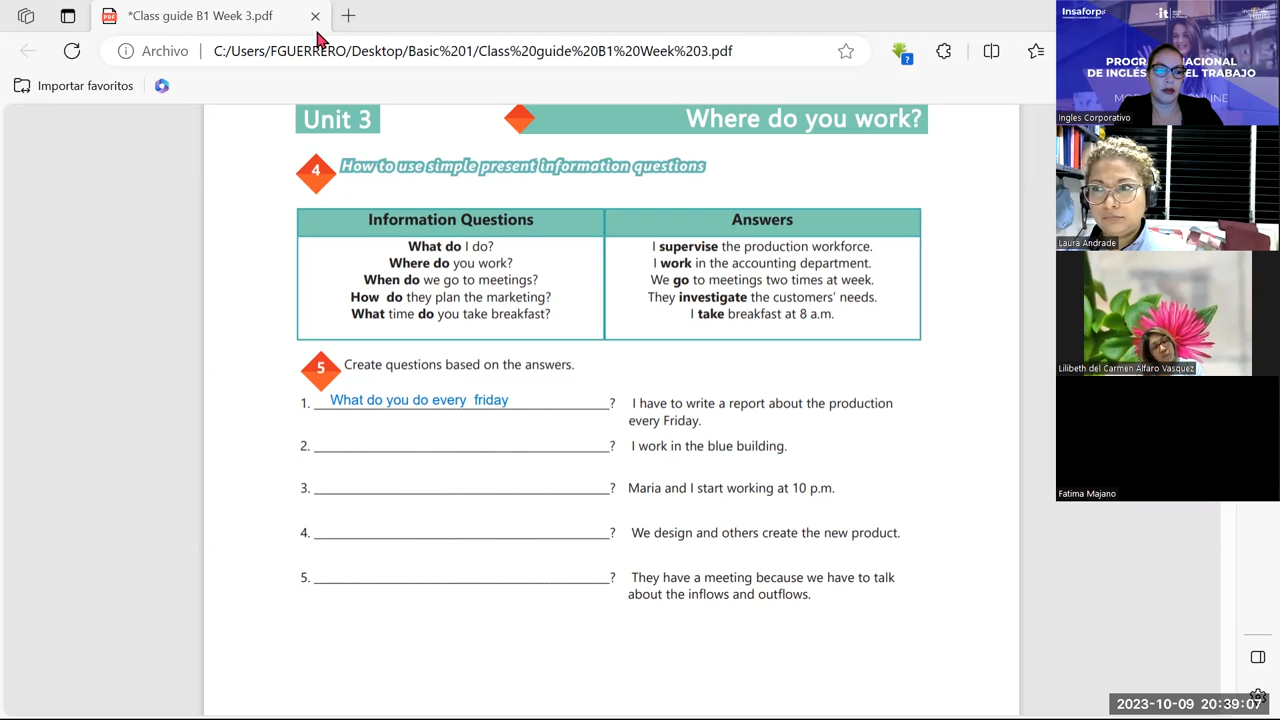 *Class guide B1 Week 3.pdf
Archivo
C:/Users/FGUERRERO/Desktop/Basic%201/Class%20guide%20B1%20Week%203.pdf
Importar favoritos
Unit 3
Where do you work?
4 How to use simple present information questions
Information Questions
Answers
What do I do?
I supervise the production workforce.
Where do you work?
I work in the accounting department.
When do we go to meetings?
We go to meetings two times at week.
How do they plan the marketing?
They investigate the customers' needs.
What time do you take breakfast?
I take breakfast at 8 a.m.
5 Create questions based on the answers.
1. What do you do every friday ? I have to write a report about the production
every Friday.
2. ? I work in the blue building.
3. ? Maria and I start working at 10 p.m.
4. ? We design and others create the new product.
5. ? They have a meeting because we have to talk
about the inflows and outflows.
Insaforp
Ingles Corporativo
Laura Andrade
Lilibeth del Carmen Alfaro Vasquez
Fatima Majano
2023-10-09 20:39:07